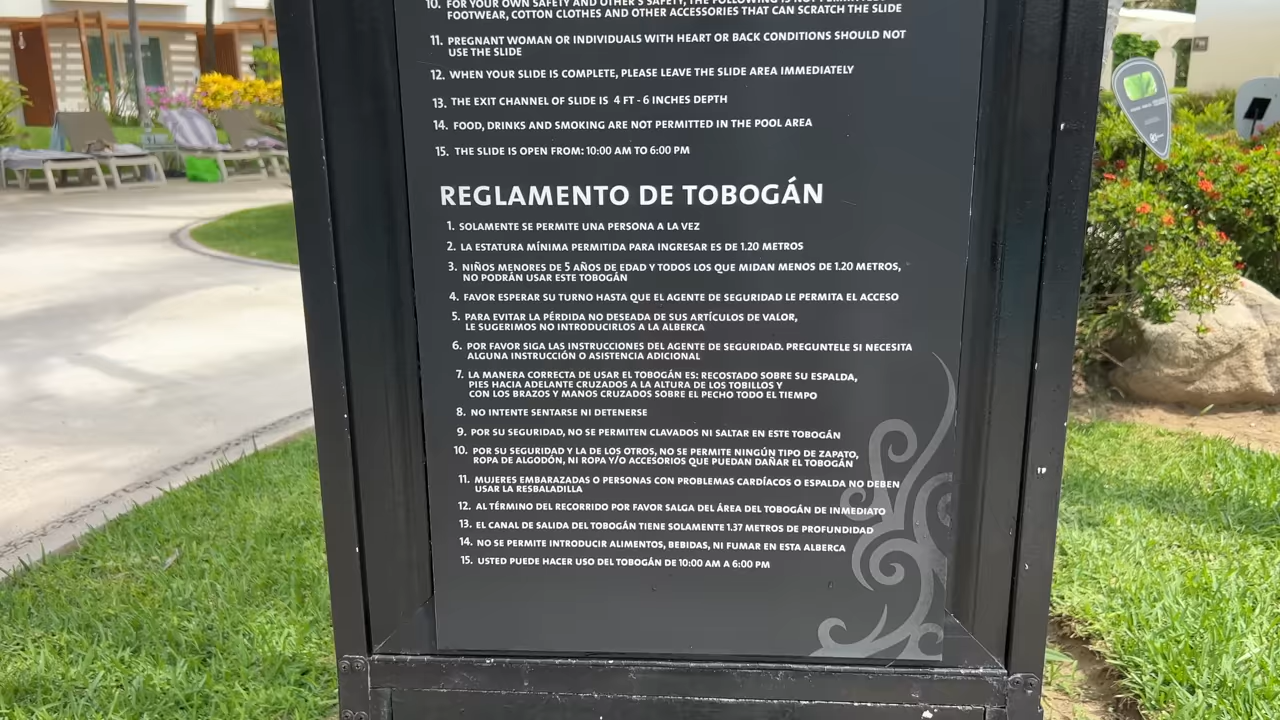 10. FOR YOUR OWN SAFETY AND OTHER'S SAFETY, THE FOLLOWING IS NOT
FOOTWEAR, COTTON CLOTHES AND OTHER ACCESSORIES THAT CAN SCRATCH THE SLIDE
11. PREGNANT WOMAN OR INDIVIDUALS WITH HEART OR BACK CONDITIONS SHOULD NOT
USE THE SLIDE
12. WHEN YOUR SLIDE IS COMPLETE, PLEASE LEAVE THE SLIDE AREA IMMEDIATELY
13. THE EXIT CHANNEL OF SLIDE IS 4 FT - 6 INCHES DEPTH
14. FOOD, DRINKS AND SMOKING ARE NOT PERMITTED IN THE POOL AREA
15. THE SLIDE IS OPEN FROM: 10:00 AM TO 6:00 PM
REGLAMENTO DE TOBOGÁN
1. SOLAMENTE SE PERMITE UNA PERSONA A LA VEZ
2. LA ESTATURA MÍNIMA PERMITIDA PARA INGRESAR ES DE 1.20 METROS
3. NIÑOS MENORES DE 5 AÑOS DE EDAD Y TODOS LOS QUE MIDAN MENOS DE 1.20 METROS,
NO PODRÁN USAR ESTE TOBOGÁN
4. FAVOR ESPERAR SU TURNO HASTA QUE EL AGENTE DE SEGURIDAD LE PERMITA EL ACCESO
5. PARA EVITAR LA PÉRDIDA NO DESEADA DE SUS ARTÍCULOS DE VALOR,
LE SUGERIMOS NO INTRODUCIRLOS A LA ALBERCA
6. POR FAVOR SIGA LAS INSTRUCCIONES DEL AGENTE DE SEGURIDAD. PREGUNTELE SI NECESITA
ALGUNA INSTRUCCIÓN O ASISTENCIA ADICIONAL
7. LA MANERA CORRECTA DE USAR EL TOBOGÁN ES: RECOSTADO SOBRE SU ESPALDA,
PIES HACIA ADELANTE CRUZADOS A LA ALTURA DE LOS TOBILLOS Y
CON LOS BRAZOS Y MANOS CRUZADOS SOBRE EL PECHO TODO EL TIEMPO
8. NO INTENTE SENTARSE NI DETENERSE
9. POR SU SEGURIDAD, NO SE PERMITEN CLAVADOS NI SALTAR EN ESTE TOBOGÁN
10. POR SU SEGURIDAD Y LA DE LOS OTROS, NO SE PERMITE NINGÚN TIPO DE ZAPATO,
ROPA DE ALGODÓN, NI ROPA Y/O ACCESORIOS QUE PUEDAN DAÑAR EL TOBOGÁN
11. MUJERES EMBARAZADAS O PERSONAS CON PROBLEMAS CARDÍACOS O ESPALDA NO DEBEN
USAR LA RESBALADILLA
12. AL TÉRMINO DEL RECORRIDO POR FAVOR SALGA DEL ÁREA DEL TOBOGÁN DE INMEDIATO
13. EL CANAL DE SALIDA DEL TOBOGÁN TIENE SOLAMENTE 1.37 METROS DE PROFUNDIDAD
14. NO SE PERMITE INTRODUCIR ALIMENTOS, BEBIDAS, NI FUMAR EN ESTA ALBERCA
15. USTED PUEDE HACER USO DEL TOBOGÁN DE 10:00 AM A 6:00 PM